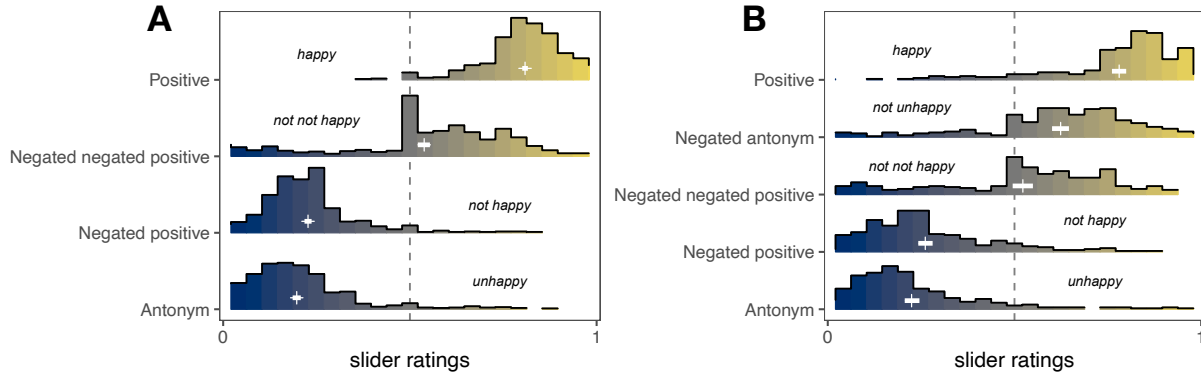 A
happy
Positive
not not happy
Negated negated positive
not happy
Negated positive
unhappy
Antonym
0
1
slider ratings
B
happy
Positive
not unhappy
Negated antonym
not not happy
Negated negated positive
not happy
Negated positive
unhappy
Antonym
0
1
slider ratings